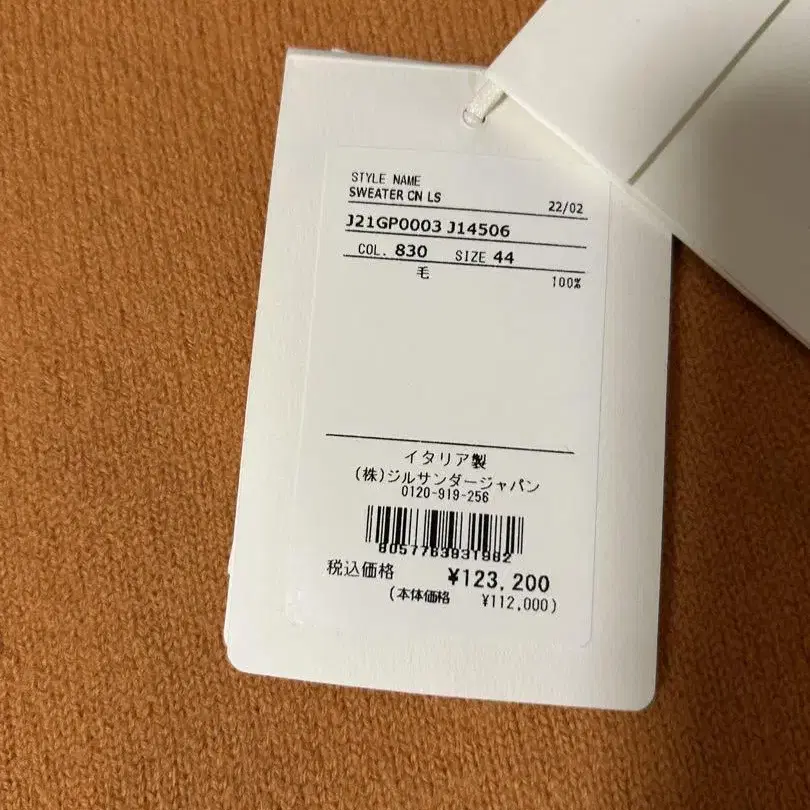 STYLE NAME
SWEATER CN LS
22/02
J21GP0003 J14506
COL. 830 SIZE 44
毛 100%
イタリア製
(株)ジルサンダージャパン
0120-919-256
8057783931982
税込価格 ¥123,200
(本体価格 ¥112,000)